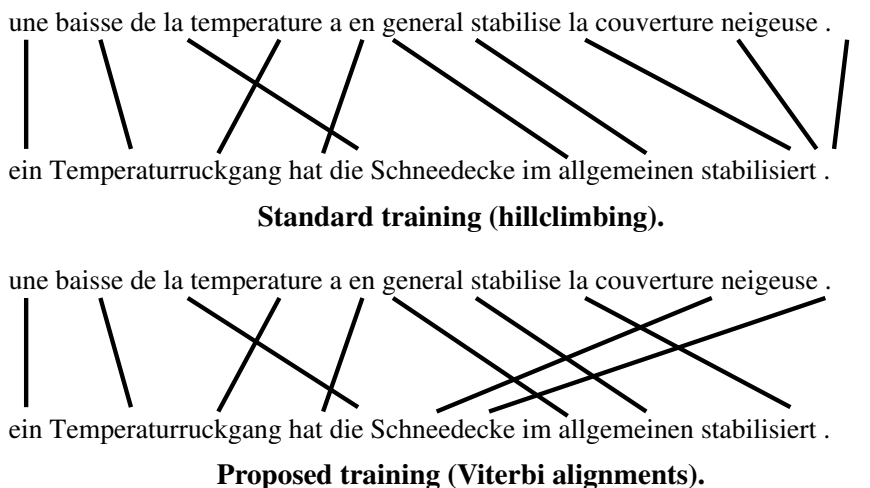 une baisse de la temperature a en general stabilise la couverture neigeuse .
ein Temperaturruckgang hat die Schneedecke im allgemeinen stabilisiert .
Standard training (hillclimbing).
une baisse de la temperature a en general stabilise la couverture neigeuse .
ein Temperaturruckgang hat die Schneedecke im allgemeinen stabilisiert .
Proposed training (Viterbi alignments).